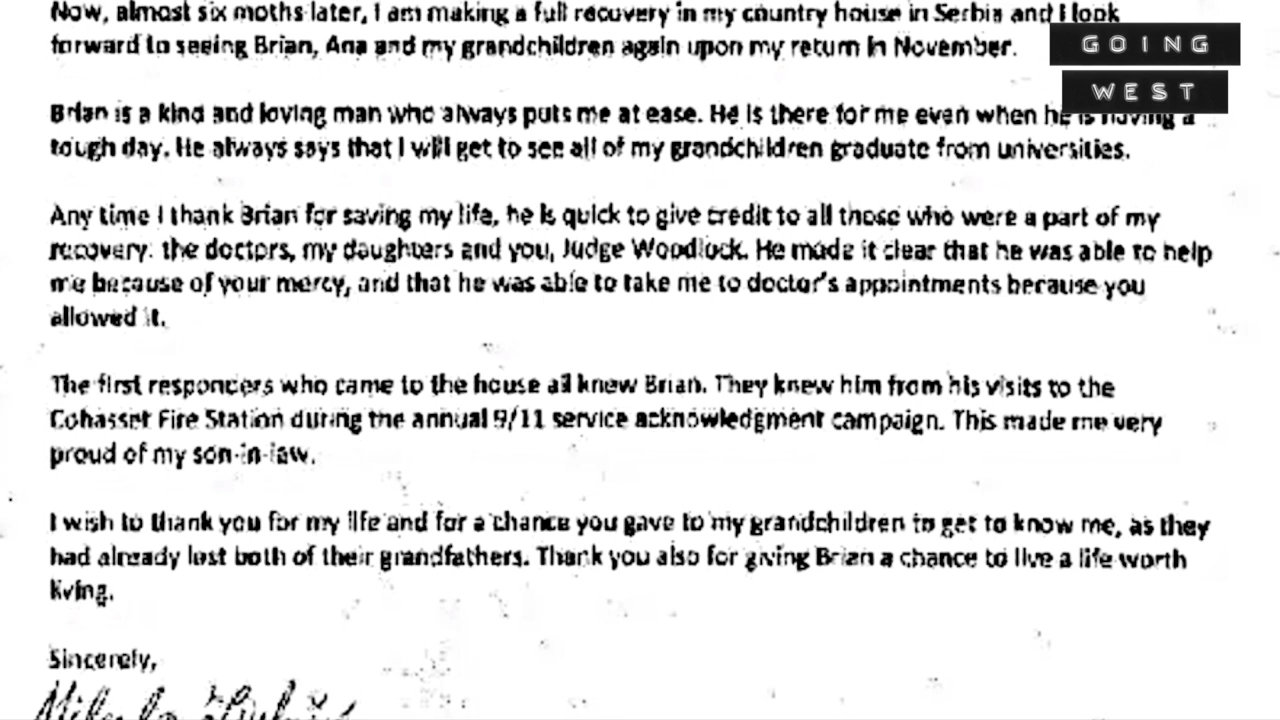 Now, almost six moths later, I am making a full recovery in my country house in Serbia and I look
forward to seeing Brian, Ana and my grandchildren again upon my return in November.
GOING
WEST
Brian is a kind and loving man who always puts me at ease. He is there for me even when he is having a
tough day. He always says that I will get to see all of my grandchildren graduate from universities.
Any time I thank Brian for saving my life, he is quick to give credit to all those who were a part of my
recovery: the doctors, my daughters and you, Judge Woodlock. He made it clear that he was able to help
me because of your mercy, and that he was able to take me to doctor's appointments because you
allowed it.
The first responders who came to the house all knew Brian. They knew him from his visits to the
Cohasset Fire Station during the annual 9/11 service acknowledgment campaign. This made me very
proud of my son-in-law.
I wish to thank you for my life and for a chance you gave to my grandchildren to get to know me, as they
had already lost both of their grandfathers. Thank you also for giving Brian a chance to live a life worth
living.
Sincerely,